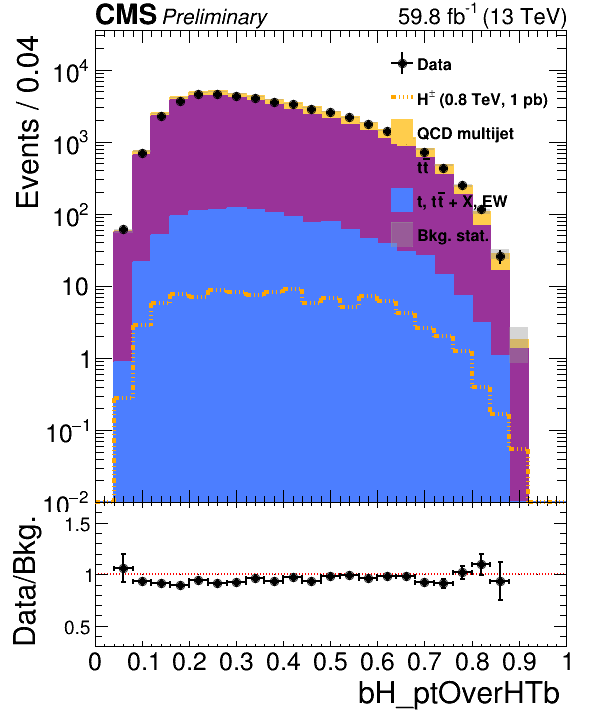 CMS Preliminary 59.8 fb⁻¹ (13 TeV)
Events / 0.04
10⁴
10³
10²
10
1
10⁻¹
10⁻²
Data
H± (0.8 TeV, 1 pb)
QCD multijet
tt̄
t, tt̄ + X, EW
Bkg. stat.
Data/Bkg.
1.5
1
0.5
0 0.1 0.2 0.3 0.4 0.5 0.6 0.7 0.8 0.9 1
bH_ptOverHTb